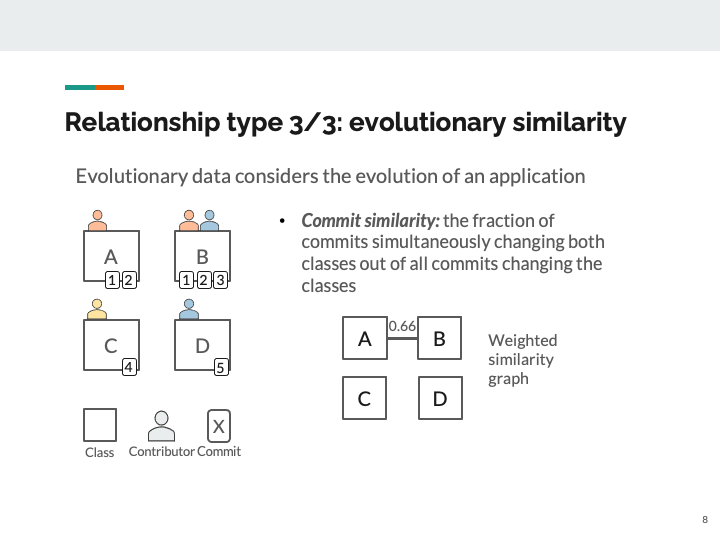 Relationship type 3/3: evolutionary similarity
Evolutionary data considers the evolution of an application
A
1 2
B
1 2 3
C
4
D
5
X
Class
Contributor
Commit
• Commit similarity: the fraction of
commits simultaneously changing both
classes out of all commits changing the
classes
A
0.66
B
C
D
Weighted
similarity
graph
8